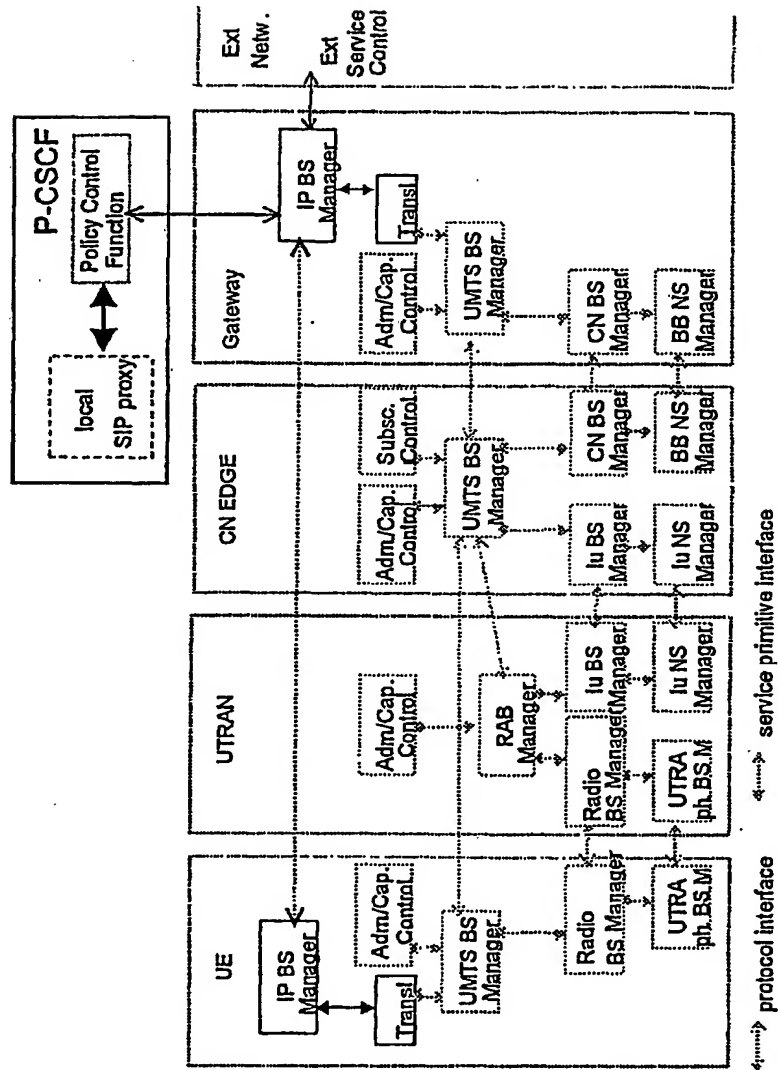 P-CSCF
local
SIP proxy
Policy Control
Function
UE
IP BS
Manager
Transl
Adm/Cap.
Control
UMTS BS
Manager
Radio
BS Manager
UTRA
ph.BS.M
UTRAN
Adm/Cap.
Control
RAB
Manager
Radio
BS Manager
UTRA
ph.BS.M
Iu BS
Manager
Iu NS
Manager
CN EDGE
Adm/Cap.
Control
Subsc.
Control
UMTS BS
Manager
Iu BS
Manager
Iu NS
Manager
CN BS
Manager
BB NS
Manager
Gateway
Adm/Cap.
Control
IP BS
Manager
Transl
UMTS BS
Manager
CN BS
Manager
BB NS
Manager
Ext
Netw.
Ext
Service
Control
protocol interface
service primitive interface